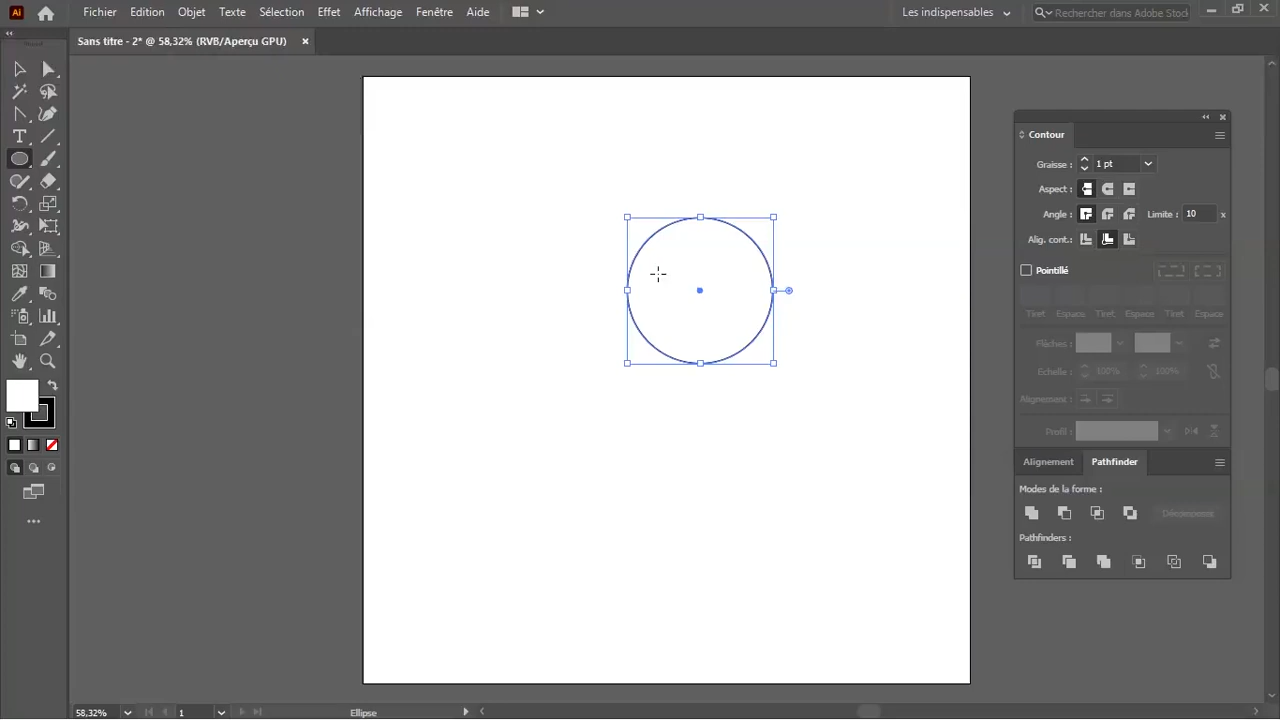 Ai Fichier Edition Objet Texte Sélection Effet Affichage Fenêtre Aide Les indispensables Rechercher dans Adobe Stock
Sans titre - 2* @ 58,32% (RVB/Aperçu GPU)
Contour
Graisse : 1 pt
Aspect :
Angle : Limite : 10 x
Alig. cont. :
Pointillé
Tiret Espace Tiret Espace Tiret Espace
Flèches :
Echelle : 100% 100%
Alignement :
Profil :
Alignement Pathfinder
Modes de la forme :
Décomposer
Pathfinders :
58,32% 1 Ellipse